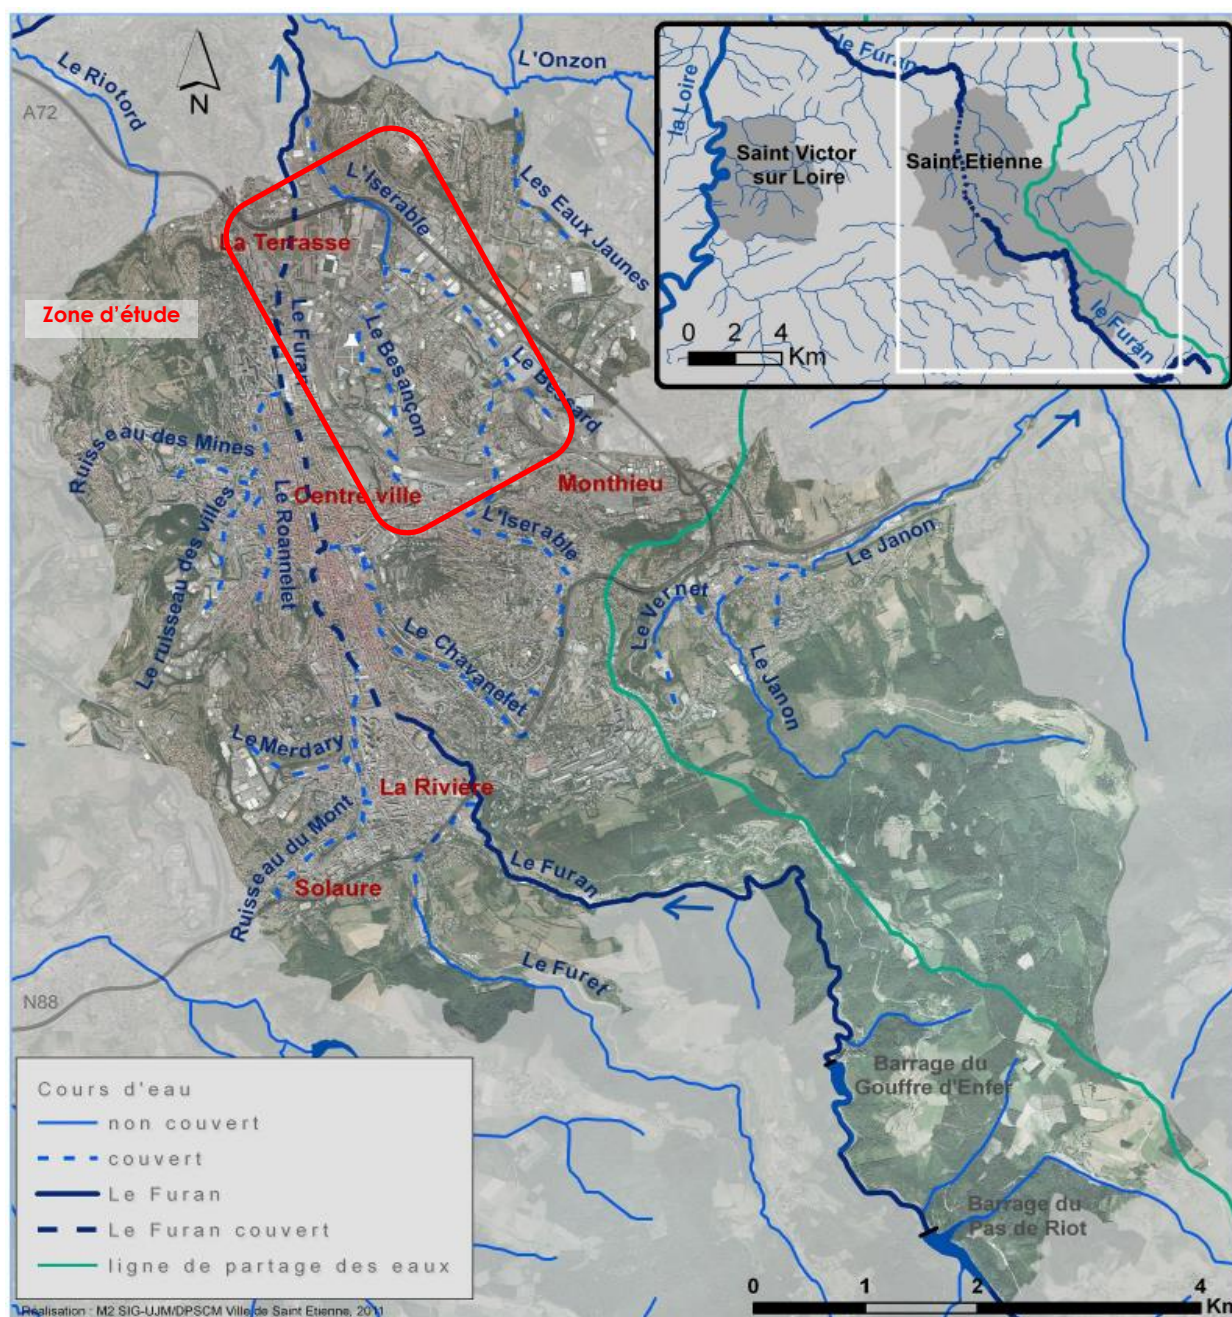 L'Onzon
Le Riotord
A72
N
le Furan
la Loire
Saint Victor
sur Loire
Saint Etienne
le Furan
0 2 4
Km
L'Iserable
Les Eaux Jaunes
La Terrasse
Zone d'étude
Le Furan
Le Besançon
Le Bessard
Ruisseau des Mines
Centre ville
Monthieu
Le ruisseau des villes
Le Roannelet
L'Iserable
Le Janon
Le Vernet
Le Chavanelet
Le Janon
Le Merdary
La Rivière
Ruisseau du Mont
Le Furan
Solaure
Le Furet
N88
Barrage du
Gouffre d'Enfer
Barrage du
Pas de Riot
Cours d'eau
non couvert
couvert
Le Furan
Le Furan couvert
ligne de partage des eaux
0 1 2 4
Km
Réalisation : M2 SIG-UJM/DPSCM Ville de Saint Etienne, 2011